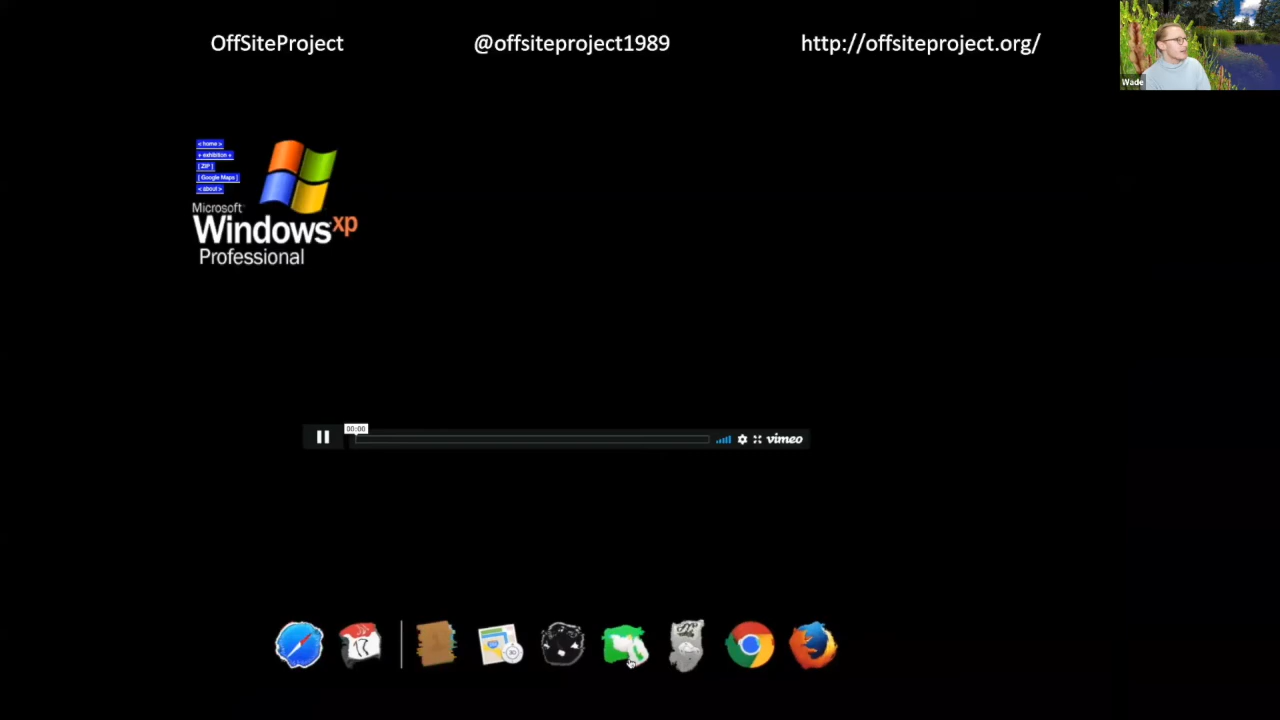 OffSiteProject
@offsiteproject1989
http://offsiteproject.org/
Wade
< home >
+ exhibition +
[ ZIP ]
[ Google Maps ]
< about >
Microsoft
Windows xp
Professional
00:00
vimeo
17